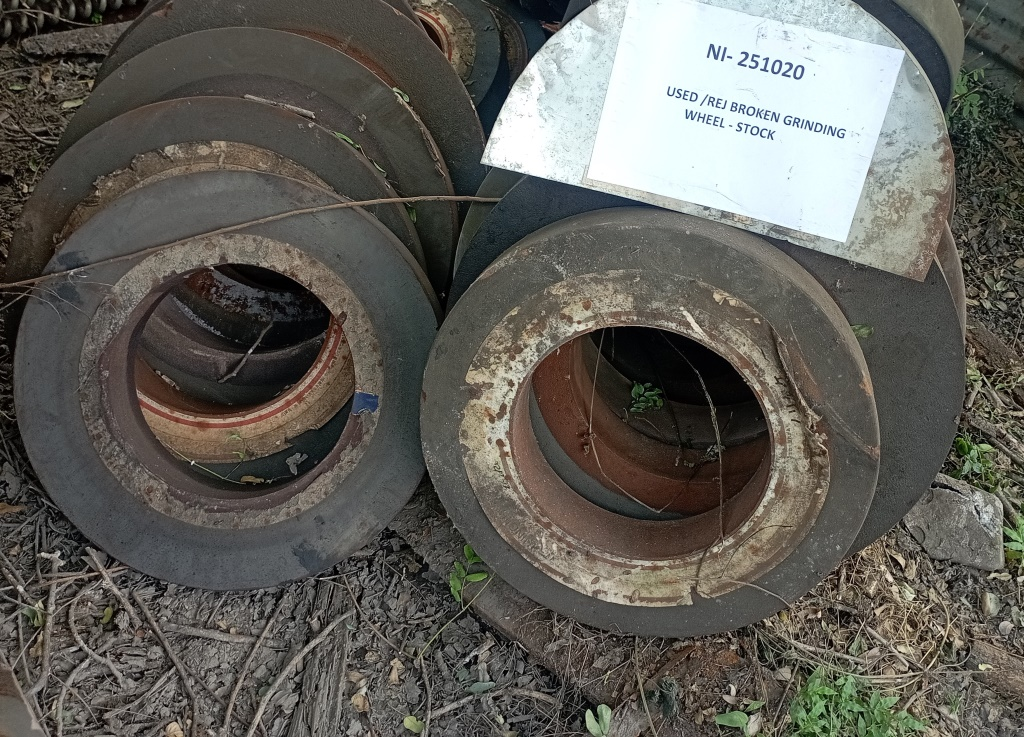 NI- 251020
USED /REJ BROKEN GRINDING
WHEEL - STOCK